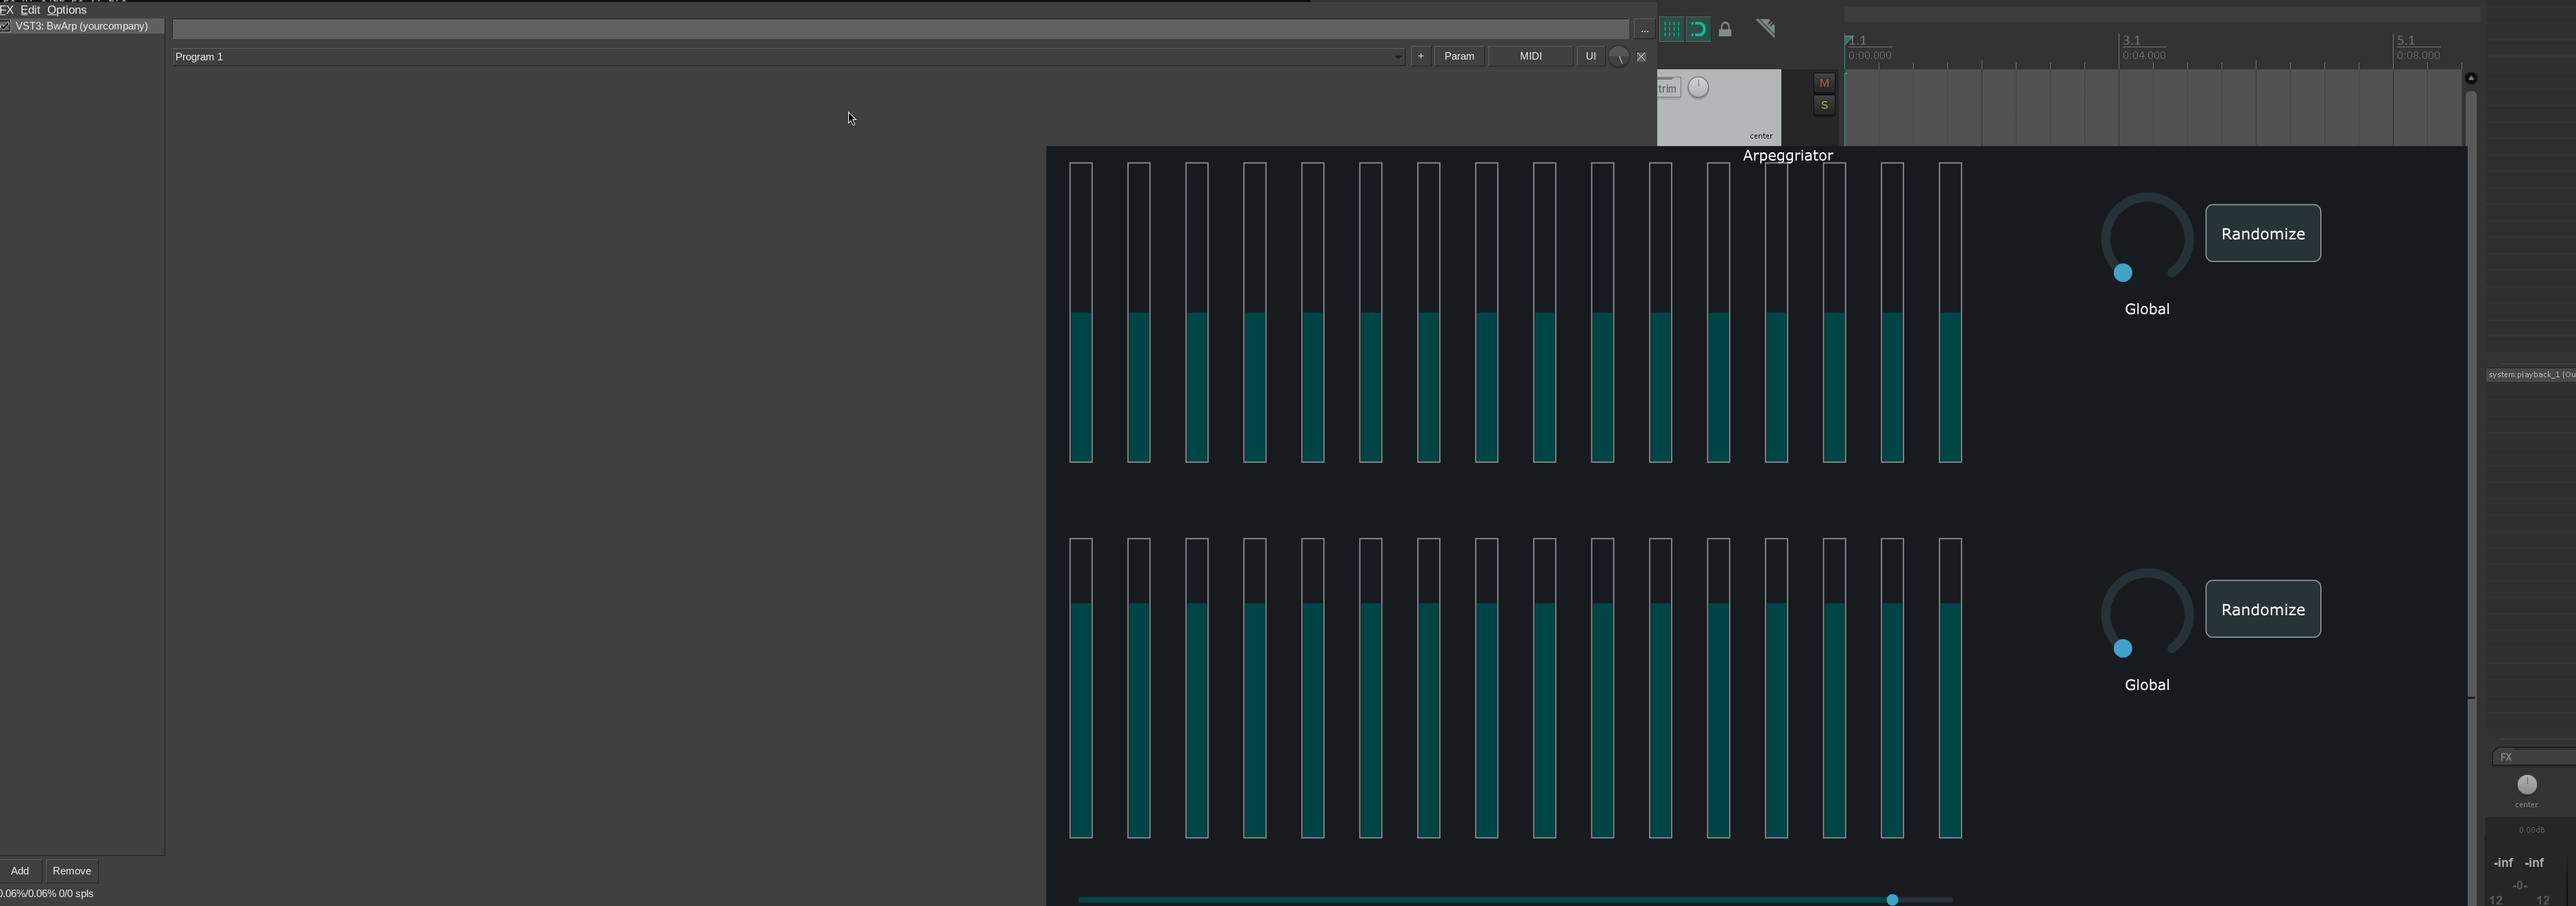 FX Edit Options
VST3: BwArp (yourcompany)
...
Program 1
+ Param MIDI UI
1.1
0:00.000
3.1
0:04.000
5.1
0:08.000
trim
M
S
center
Arpeggriator
Randomize
Global
system:playback_1 (Ou
Randomize
Global
FX
center
0.00dB
-inf -inf
-0-
12 12
Add Remove
0.06%/0.06% 0/0 spls